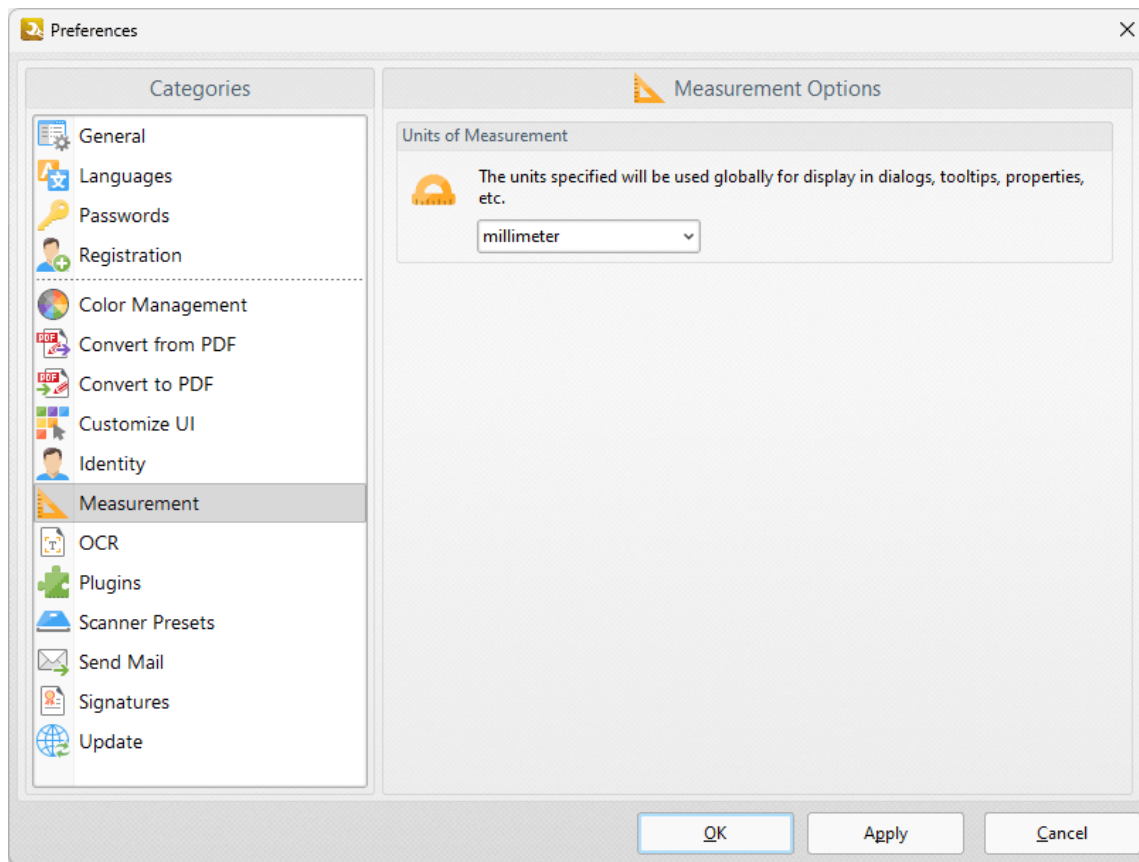 Preferences
Categories
General
Languages
Passwords
Registration
Color Management
Convert from PDF
Convert to PDF
Customize UI
Identity
Measurement
OCR
Plugins
Scanner Presets
Send Mail
Signatures
Update
Measurement Options
Units of Measurement
The units specified will be used globally for display in dialogs, tooltips, properties,
etc.
millimeter
OK
Apply
Cancel